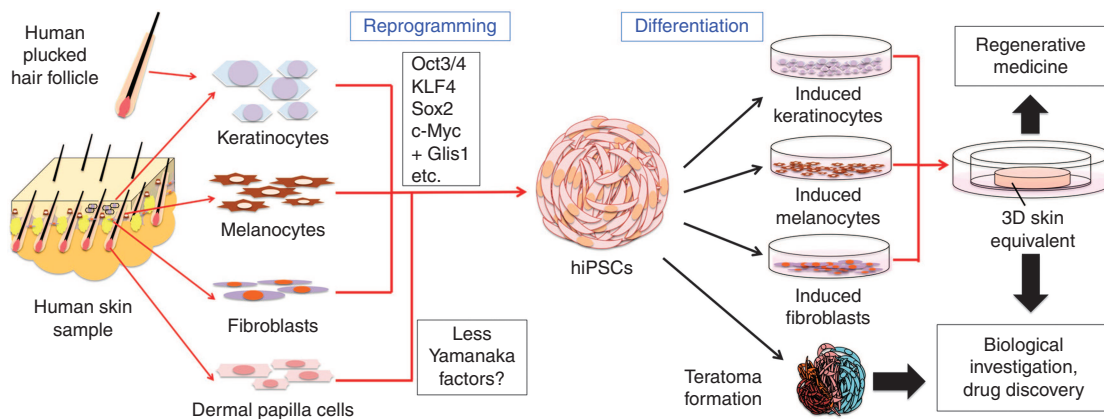 Human
plucked
hair follicle
Human skin
sample
Keratinocytes
Melanocytes
Fibroblasts
Dermal papilla cells
Reprogramming
Oct3/4
KLF4
Sox2
c-Myc
+ Glis1
etc.
Less
Yamanaka
factors?
hiPSCs
Differentiation
Induced
keratinocytes
Induced
melanocytes
Induced
fibroblasts
Teratoma
formation
Regenerative
medicine
3D skin
equivalent
Biological
investigation,
drug discovery